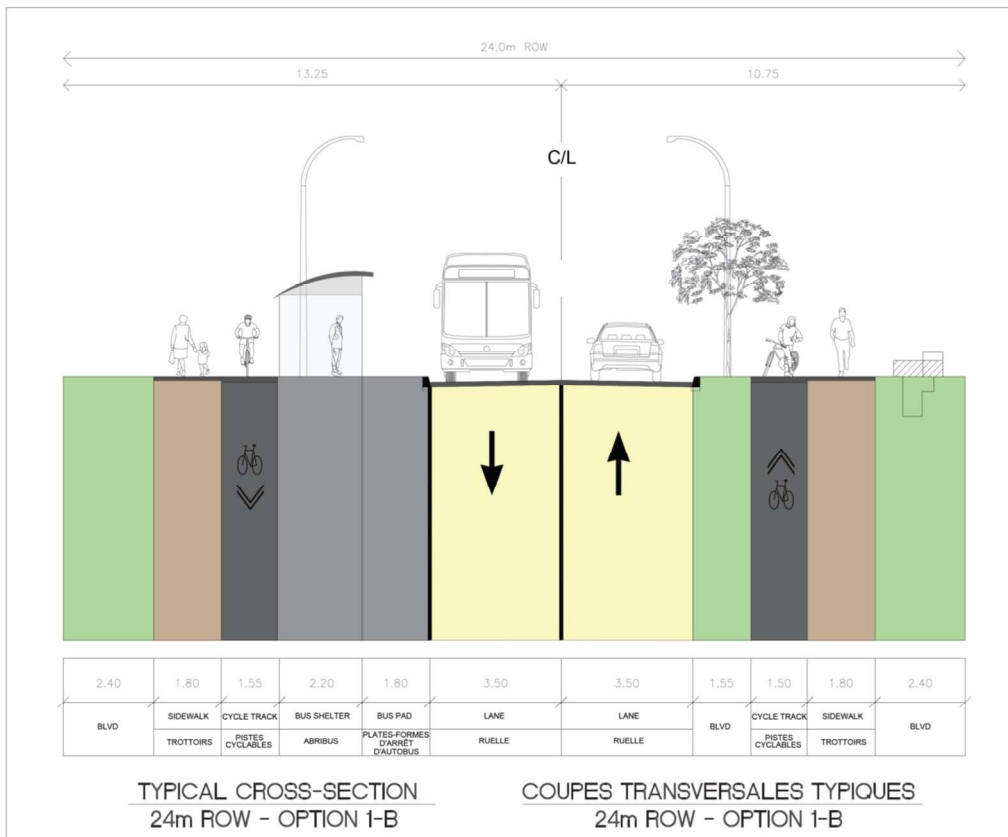 24.0m ROW
13.25 10.75
C/L
2.40 1.80 1.55 2.20 1.80 3.50 3.50 1.55 1.50 1.80 2.40
BLVD
SIDEWALK
TROTTOIRS
CYCLE TRACK
PISTES
CYCLABLES
BUS SHELTER
ABRIBUS
BUS PAD
PLATES-FORMES
D'ARRÊT
D'AUTOBUS
LANE
RUELLE
LANE
RUELLE
BLVD
CYCLE TRACK
PISTES
CYCLABLES
SIDEWALK
TROTTOIRS
BLVD
TYPICAL CROSS-SECTION
24m ROW - OPTION 1-B
COUPES TRANSVERSALES TYPIQUES
24m ROW - OPTION 1-B